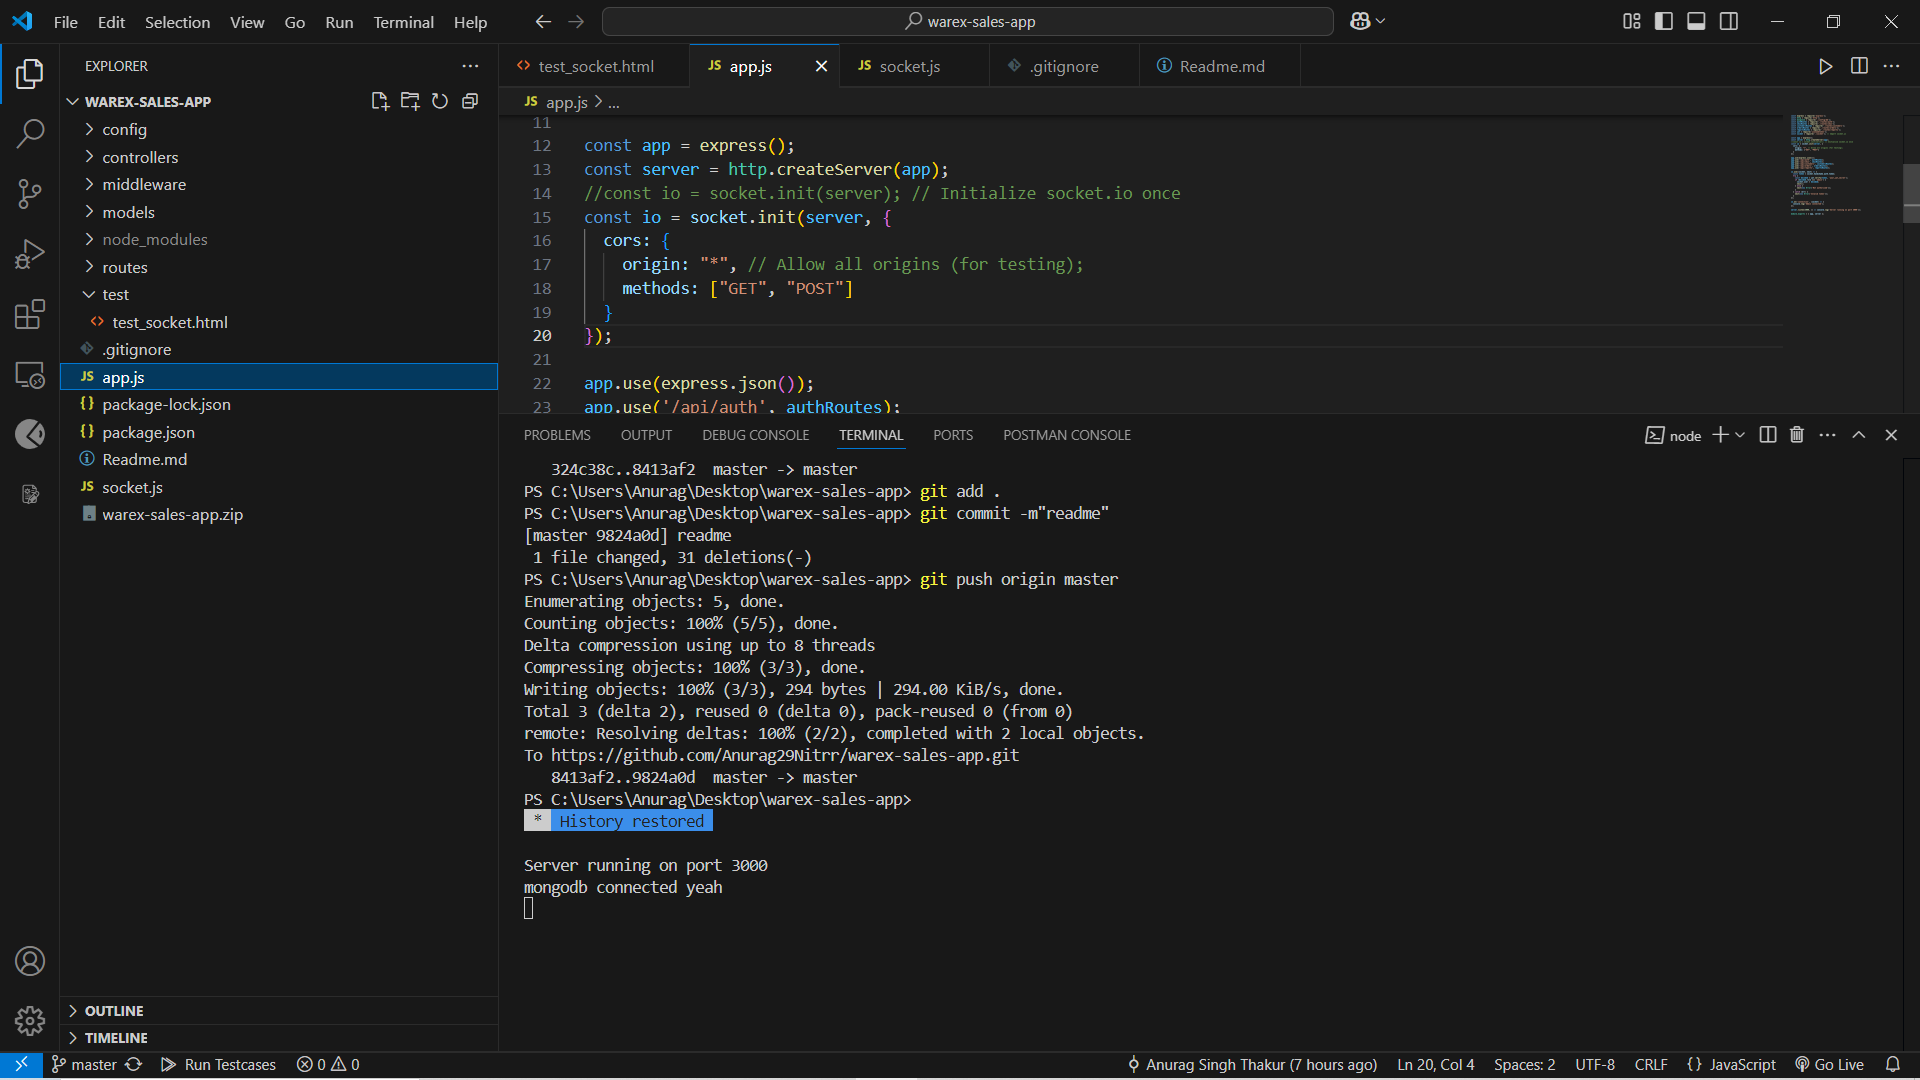 File Edit Selection View Go Run Terminal Help
warex-sales-app
EXPLORER
WAREX-SALES-APP
config
controllers
middleware
models
node_modules
routes
test
test_socket.html
.gitignore
JS app.js
{} package-lock.json
{} package.json
Readme.md
JS socket.js
warex-sales-app.zip
OUTLINE
TIMELINE
test_socket.html
JS app.js
JS socket.js
.gitignore
Readme.md
JS app.js > ...
11
12 const app = express();
13 const server = http.createServer(app);
14 //const io = socket.init(server); // Initialize socket.io once
15 const io = socket.init(server, {
16 cors: {
17 origin: "*", // Allow all origins (for testing);
18 methods: ["GET", "POST"]
19 }
20 });
21
22 app.use(express.json());
23 app.use('/api/auth', authRoutes);
PROBLEMS OUTPUT DEBUG CONSOLE TERMINAL PORTS POSTMAN CONSOLE
node
324c38c..8413af2 master -> master
PS C:\Users\Anurag\Desktop\warex-sales-app> git add .
PS C:\Users\Anurag\Desktop\warex-sales-app> git commit -m"readme"
[master 9824a0d] readme
1 file changed, 31 deletions(-)
PS C:\Users\Anurag\Desktop\warex-sales-app> git push origin master
Enumerating objects: 5, done.
Counting objects: 100% (5/5), done.
Delta compression using up to 8 threads
Compressing objects: 100% (3/3), done.
Writing objects: 100% (3/3), 294 bytes | 294.00 KiB/s, done.
Total 3 (delta 2), reused 0 (delta 0), pack-reused 0 (from 0)
remote: Resolving deltas: 100% (2/2), completed with 2 local objects.
To https://github.com/Anurag29Nitrr/warex-sales-app.git
8413af2..9824a0d master -> master
PS C:\Users\Anurag\Desktop\warex-sales-app>
* History restored
Server running on port 3000
mongodb connected yeah
master Run Testcases 0 0 Anurag Singh Thakur (7 hours ago) Ln 20, Col 4 Spaces: 2 UTF-8 CRLF {} JavaScript Go Live